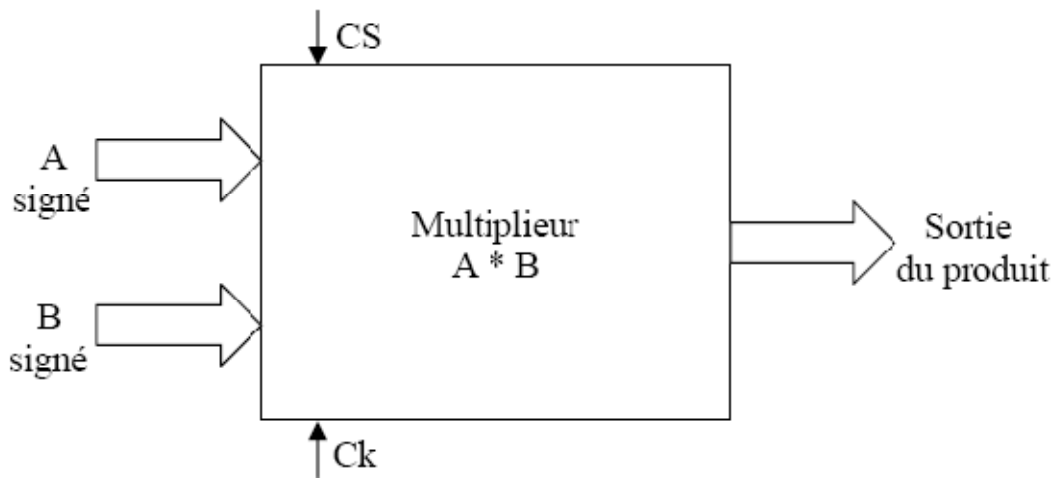 CS
A
signé
Multiplieur
A * B
Sortie
du produit
B
signé
Ck